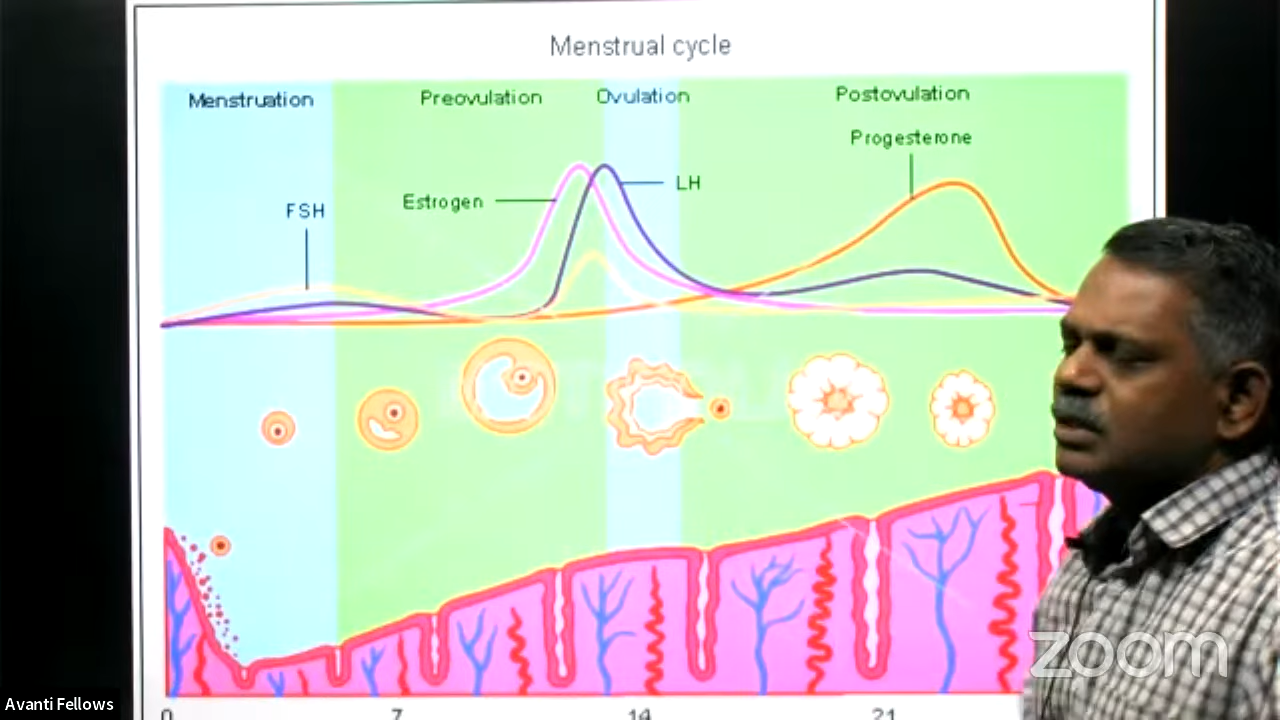 Menstrual cycle
Menstruation
Preovulation
Ovulation
Postovulation
Progesterone
LH
Estrogen
FSH
zoom
Avanti Fellows
0
7
14
21